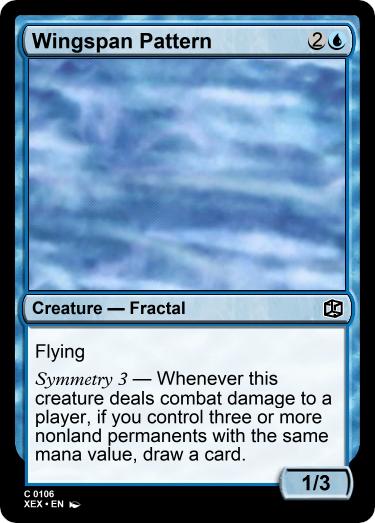 Wingspan Pattern 2
Creature — Fractal
Flying
Symmetry 3 — Whenever this
creature deals combat damage to a
player, if you control three or more
nonland permanents with the same
mana value, draw a card.
1/3
C 0106
XEX • EN